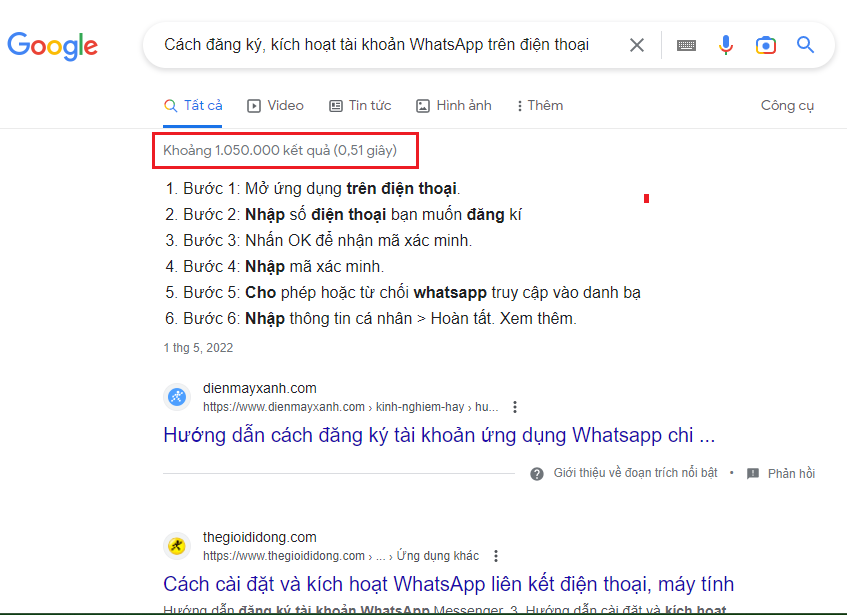 Google
Cách đăng ký, kích hoạt tài khoản WhatsApp trên điện thoại
Tất cả Video Tin tức Hình ảnh Thêm Công cụ
Khoảng 1.050.000 kết quả (0,51 giây)
1. Bước 1: Mở ứng dụng trên điện thoại.
2. Bước 2: Nhập số điện thoại bạn muốn đăng kí
3. Bước 3: Nhấn OK để nhận mã xác minh.
4. Bước 4: Nhập mã xác minh.
5. Bước 5: Cho phép hoặc từ chối whatsapp truy cập vào danh bạ
6. Bước 6: Nhập thông tin cá nhân > Hoàn tất. Xem thêm.
1 thg 5, 2022
dienmayxanh.com
https://www.dienmayxanh.com › kinh-nghiem-hay › hu...
Hướng dẫn cách đăng ký tài khoản ứng dụng Whatsapp chi ...
Giới thiệu về đoạn trích nổi bật • Phản hồi
thegioididong.com
https://www.thegioididong.com › ... › Ứng dụng khác
Cách cài đặt và kích hoạt WhatsApp liên kết điện thoại, máy tính
Hướng dẫn đăng ký tài khoản WhatsApp Messenger. 3. Hướng dẫn cài đặt và kích hoạt